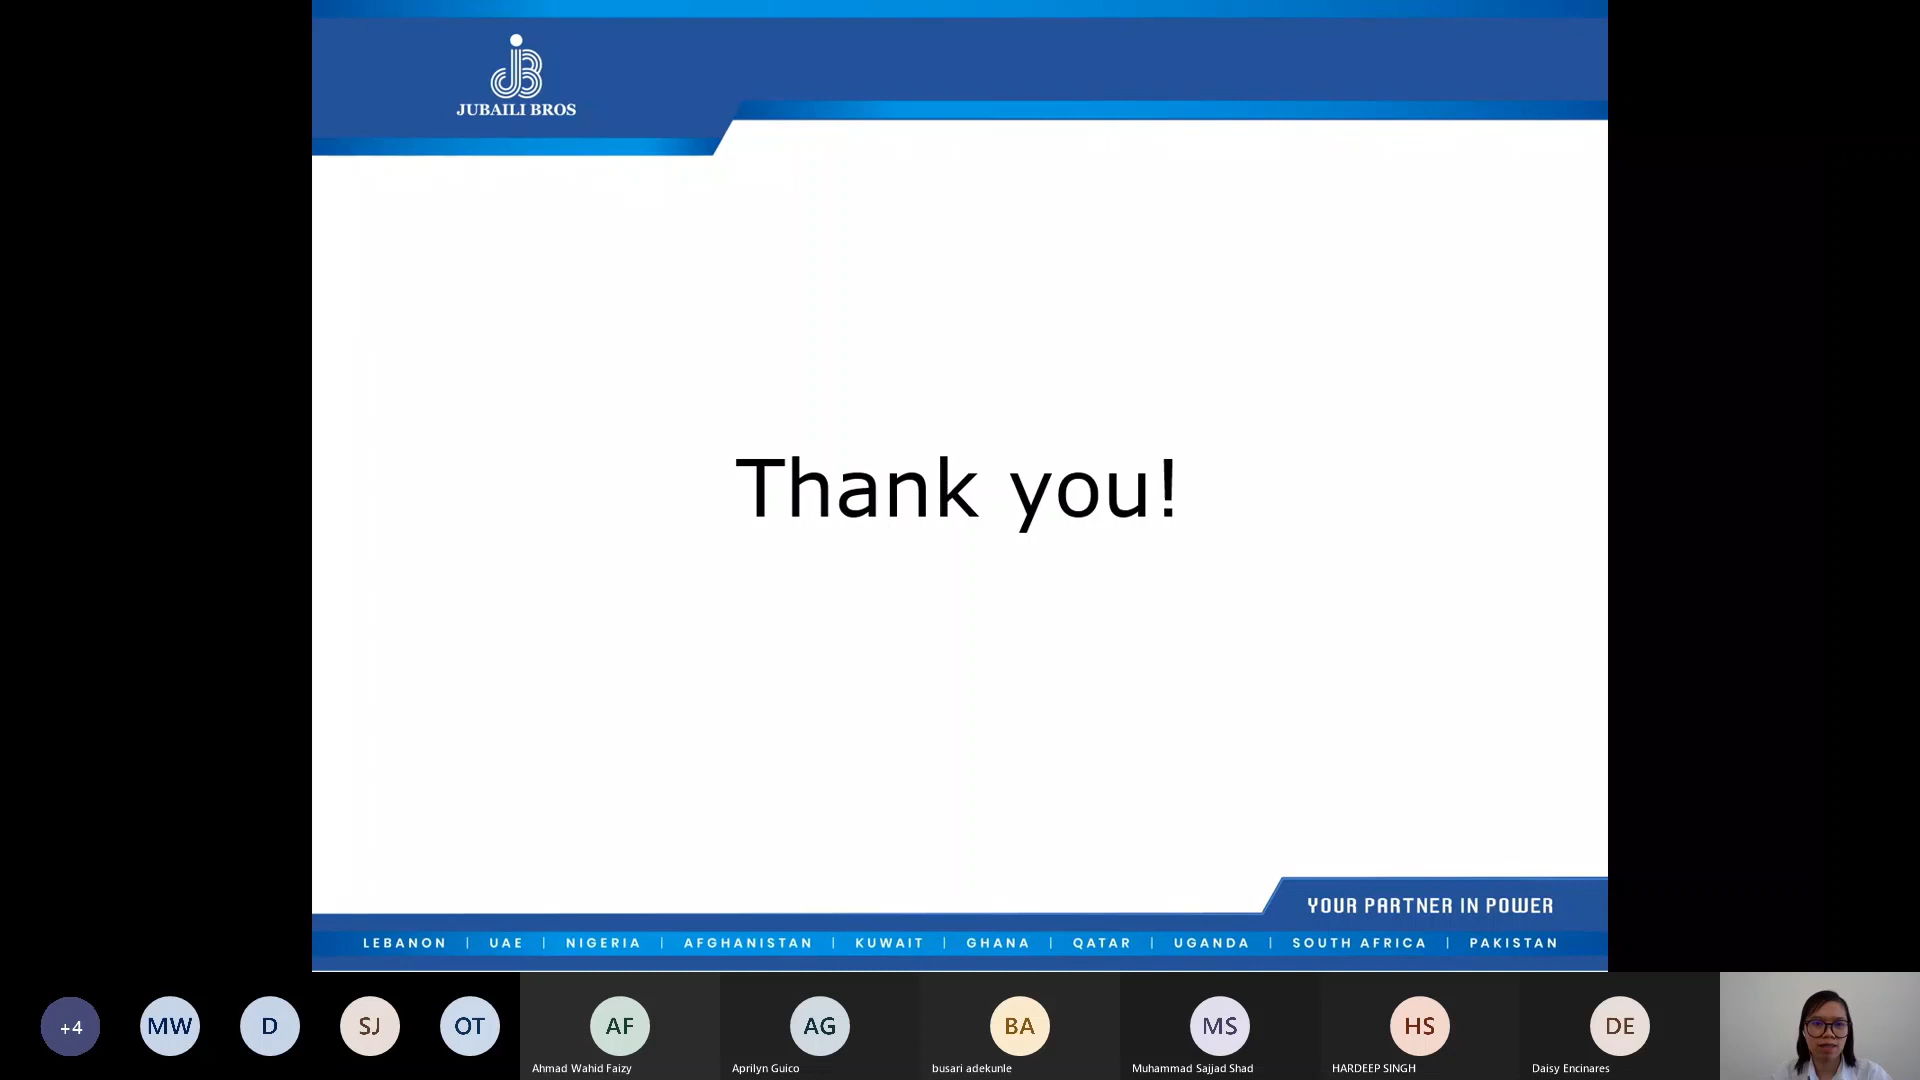 JUBAILI BROS
Thank you!
YOUR PARTNER IN POWER
LEBANON | UAE | NIGERIA | AFGHANISTAN | KUWAIT | GHANA | QATAR | UGANDA | SOUTH AFRICA | PAKISTAN
+4 MW D SJ OT AF AG BA MS HS DE
Ahmad Wahid Faizy Aprilyn Guico busari adekunle Muhammad Sajjad Shad HARDEEP SINGH Daisy Encinares